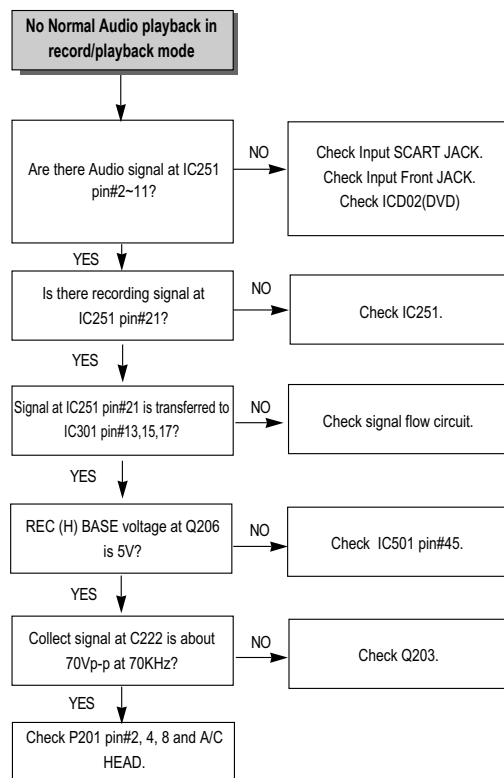 No Normal Audio playback in
record/playback mode
Are there Audio signal at IC251
pin#2~11?
NO
Check Input SCART JACK.
Check Input Front JACK.
Check ICD02(DVD)
YES
Is there recording signal at
IC251 pin#21?
NO
Check IC251.
YES
Signal at IC251 pin#21 is transferred to
IC301 pin#13,15,17?
NO
Check signal flow circuit.
YES
REC (H) BASE voltage at Q206
is 5V?
NO
Check IC501 pin#45.
YES
Collect signal at C222 is about
70Vp-p at 70KHz?
NO
Check Q203.
YES
Check P201 pin#2, 4, 8 and A/C
HEAD.